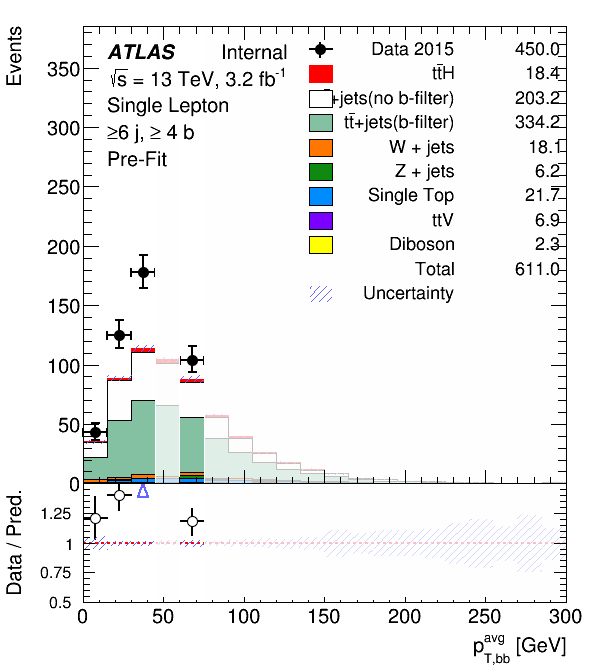 Events
ATLAS Internal
√s = 13 TeV, 3.2 fb⁻¹
Single Lepton
≥6 j, ≥ 4 b
Pre-Fit
Data 2015 450.0
tt̄H 18.4
+jets(no b-filter) 203.2
tt̄+jets(b-filter) 334.2
W + jets 18.1
Z + jets 6.2
Single Top 21.7
ttV 6.9
Diboson 2.3
Total 611.0
Uncertainty
350
300
250
200
150
100
50
0
Data / Pred.
1.25
1
0.75
0.5
0 50 100 150 200 250 300
p_{T,bb}^{avg} [GeV]